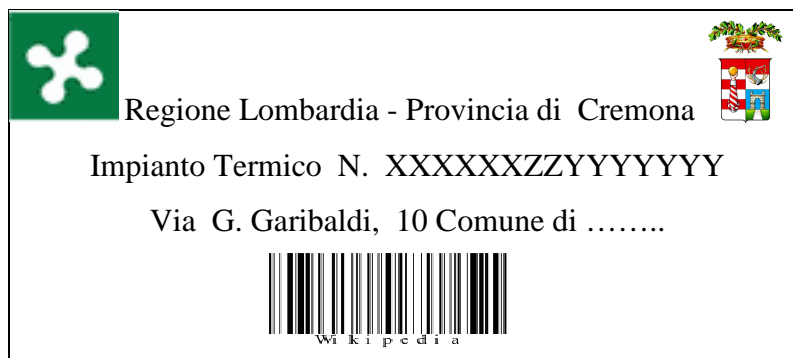 Regione Lombardia - Provincia di Cremona
Impianto Termico N. XXXXXXZZYYYYYYY
Via G. Garibaldi, 10 Comune di ……..
Wikipedia